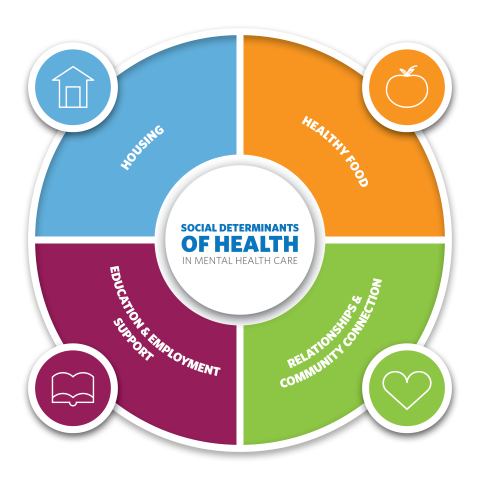 HOUSING
HEALTHY FOOD
SOCIAL DETERMINANTS
OF HEALTH
IN MENTAL HEALTH CARE
EDUCATION & EMPLOYMENT
SUPPORT
RELATIONSHIPS &
COMMUNITY CONNECTION